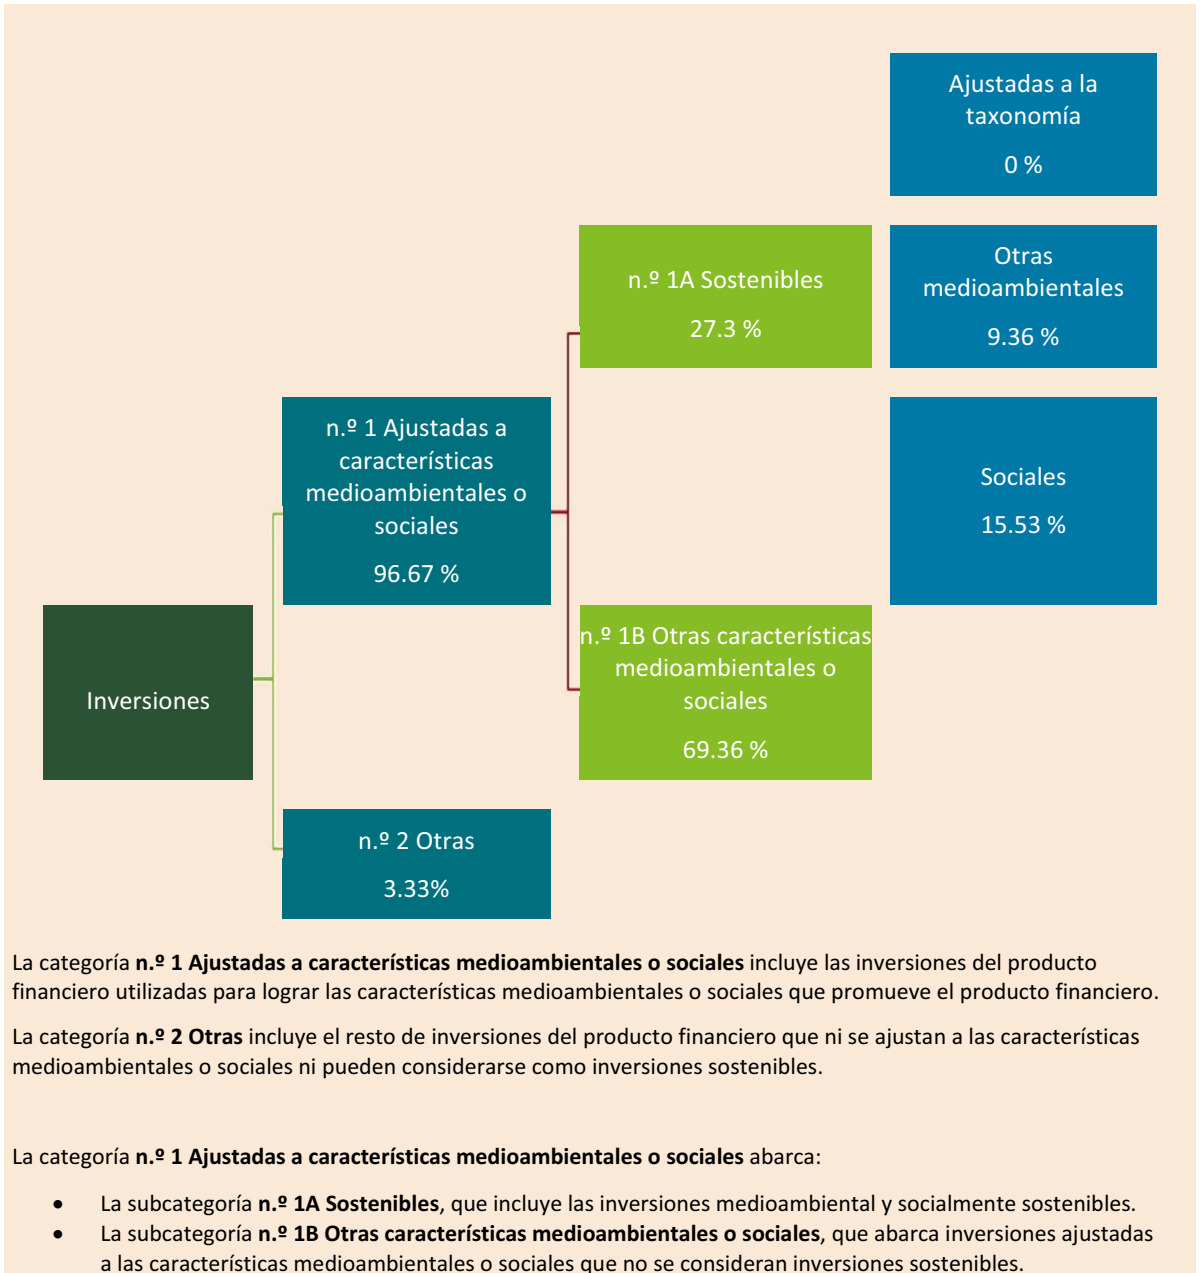 Ajustadas a la
taxonomía
0 %
n.º 1A Sostenibles
27.3 %
Otras
medioambientales
9.36 %
n.º 1 Ajustadas a
características
medioambientales o
sociales
96.67 %
Sociales
15.53 %
n.º 1B Otras características
medioambientales o
sociales
69.36 %
Inversiones
n.º 2 Otras
3.33%
La categoría n.º 1 Ajustadas a características medioambientales o sociales incluye las inversiones del producto
financiero utilizadas para lograr las características medioambientales o sociales que promueve el producto financiero.
La categoría n.º 2 Otras incluye el resto de inversiones del producto financiero que ni se ajustan a las características
medioambientales o sociales ni pueden considerarse como inversiones sostenibles.
La categoría n.º 1 Ajustadas a características medioambientales o sociales abarca:
• La subcategoría n.º 1A Sostenibles, que incluye las inversiones medioambiental y socialmente sostenibles.
• La subcategoría n.º 1B Otras características medioambientales o sociales, que abarca inversiones ajustadas
a las características medioambientales o sociales que no se consideran inversiones sostenibles.